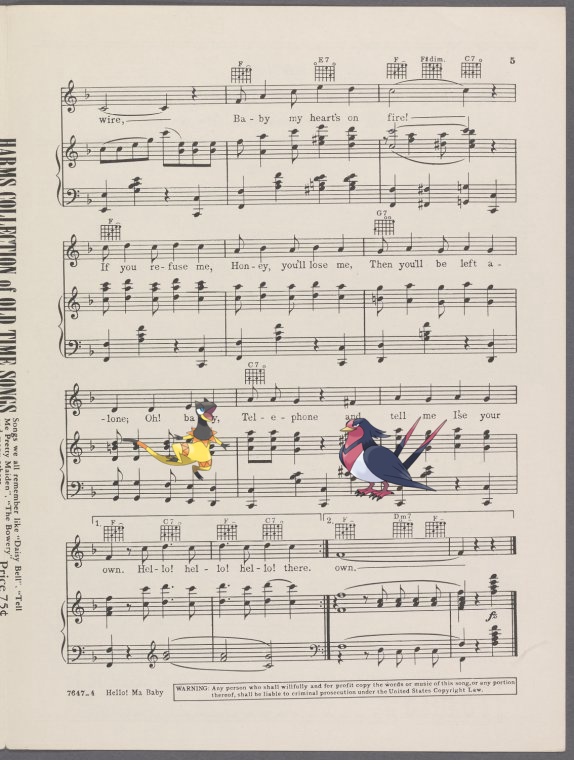 F E7 F F♯dim. C7 5
wire, Ba - by my heart's on fire!
F G7
If you re - fuse me, Hon - ey, you'll lose me, Then you'll be left a -
C7
- lone; Oh! ba y, Tel - e - phone and tell me I'se your
1. F C7 F C7 2. F Dm7 F
own. Hel - lo! hel - lo! hel - lo! there. own.
fz
7647-4 Hello! Ma Baby
WARNING: Any person who shall willfully and for profit copy the words or music of this song, or any portion
thereof, shall be liable to criminal prosecution under the United States Copyright Law.
HARMS COLLECTION of OLD TIME SONGS
Songs we all remember like "Daisy Bell", "Tell
Me Pretty Maiden", "The Bowery",
Price 75¢